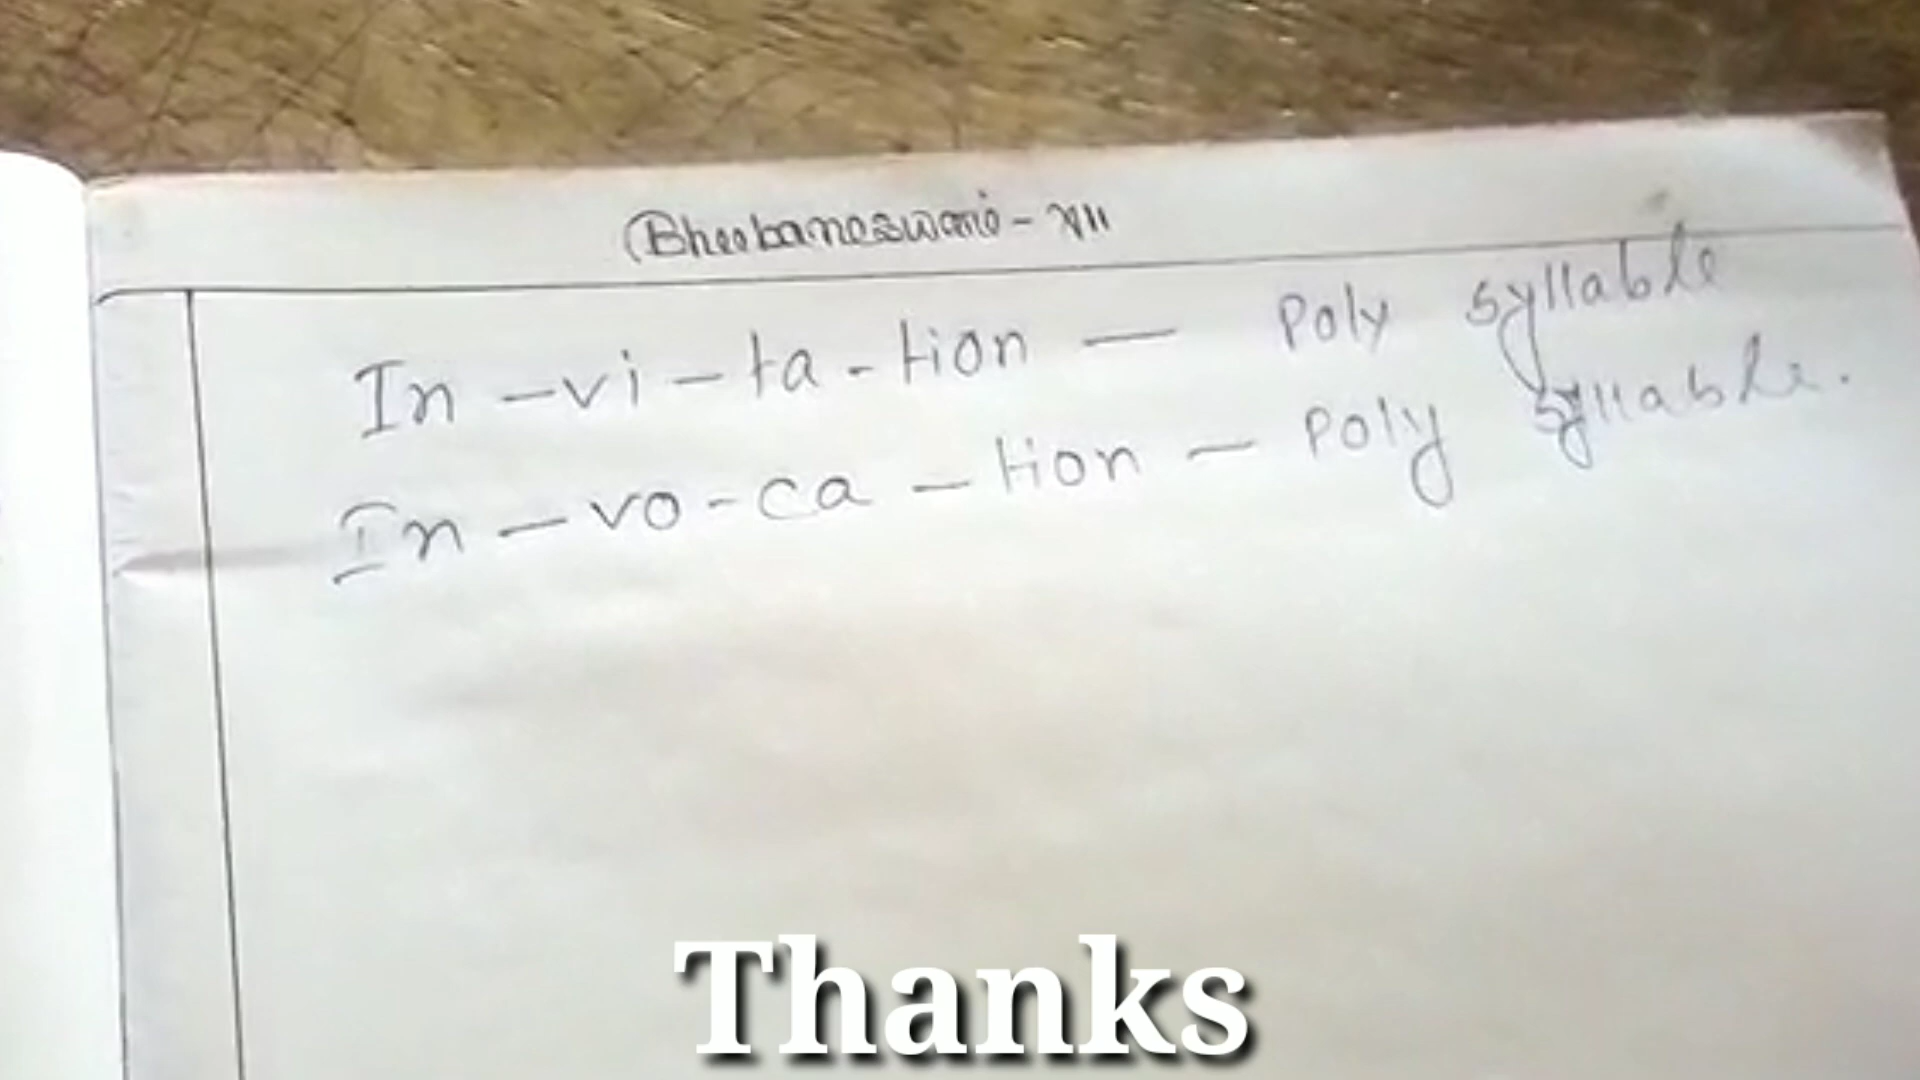 In - vi - ta - tion - Poly syllable
In - vo - ca - tion - Poly syllable.
Thanks